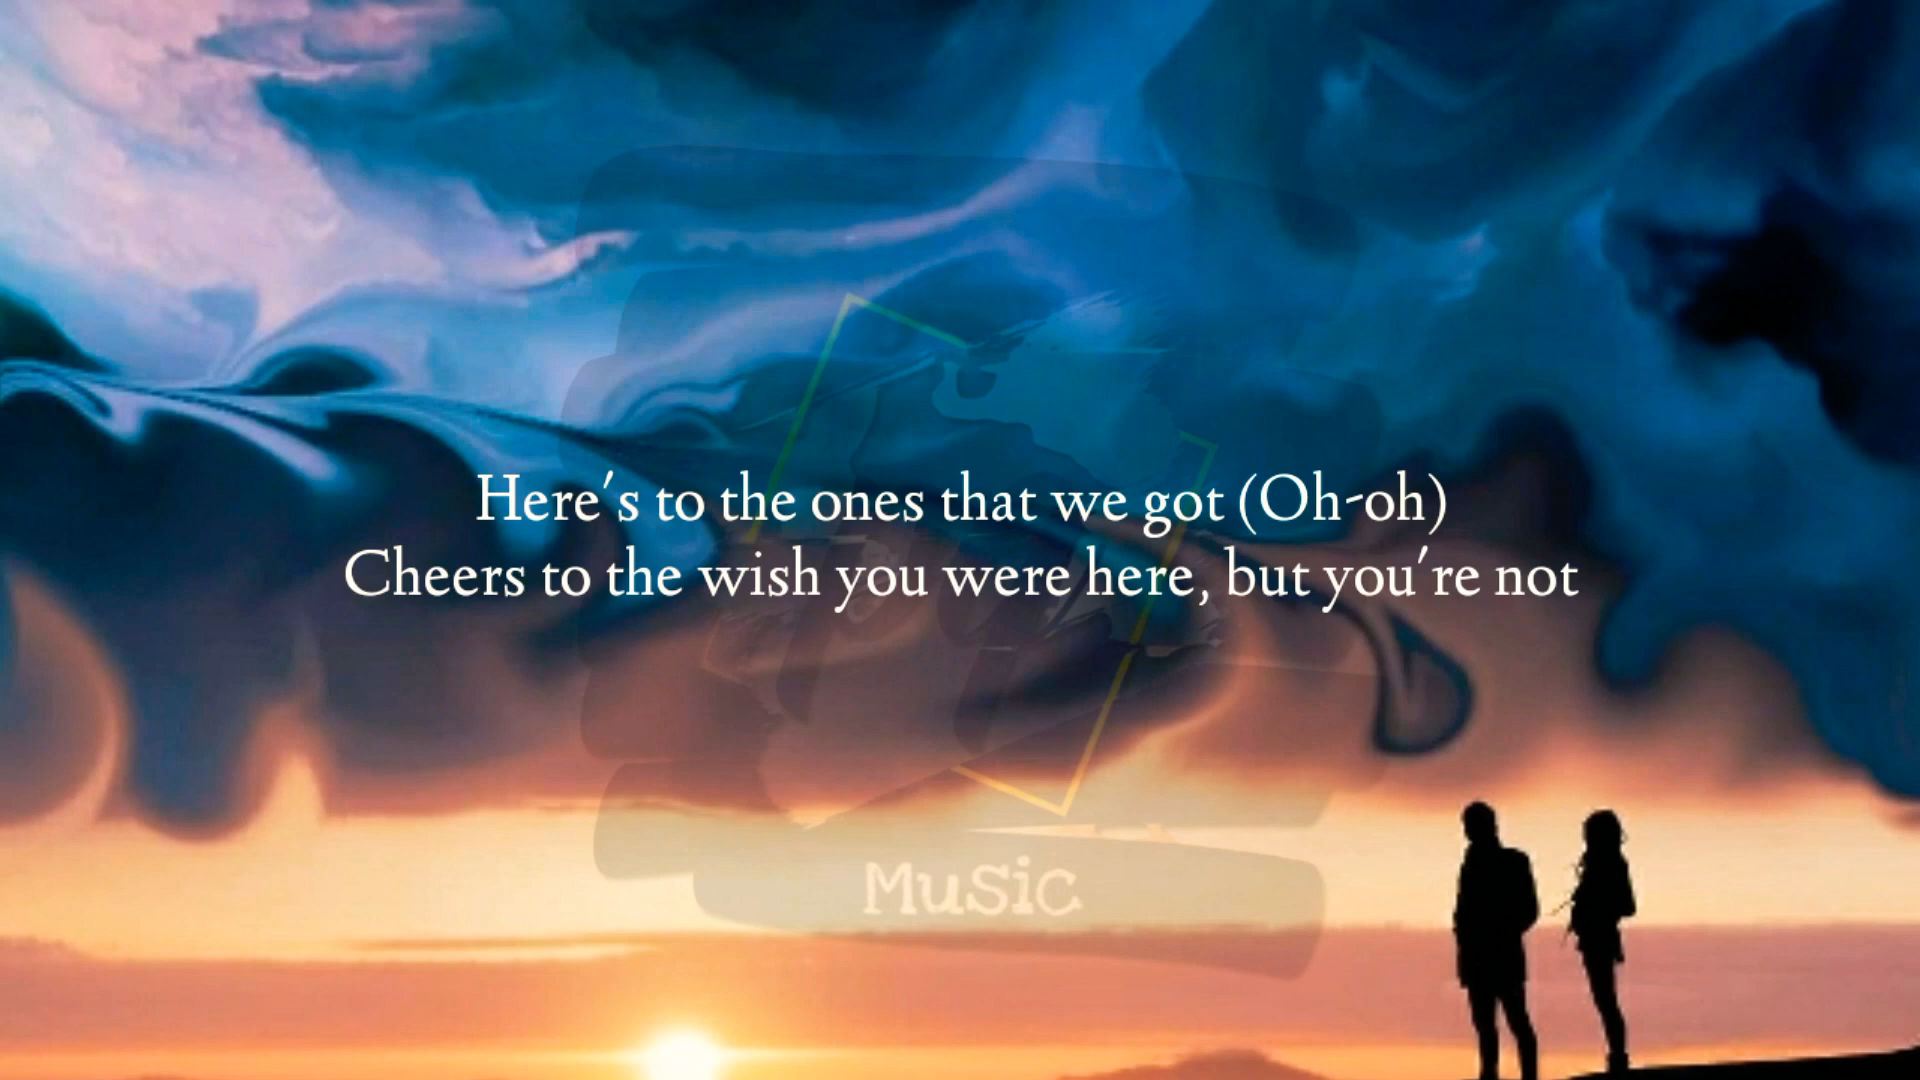 Here's to the ones that we got (Oh-oh)
Cheers to the wish you were here, but you're not
Music